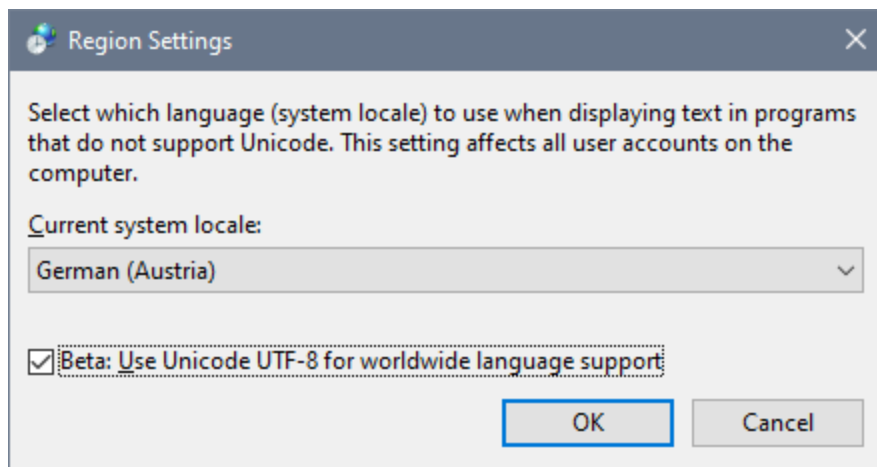 Region Settings
Select which language (system locale) to use when displaying text in programs
that do not support Unicode. This setting affects all user accounts on the
computer.
Current system locale:
German (Austria)
Beta: Use Unicode UTF-8 for worldwide language support
OK Cancel